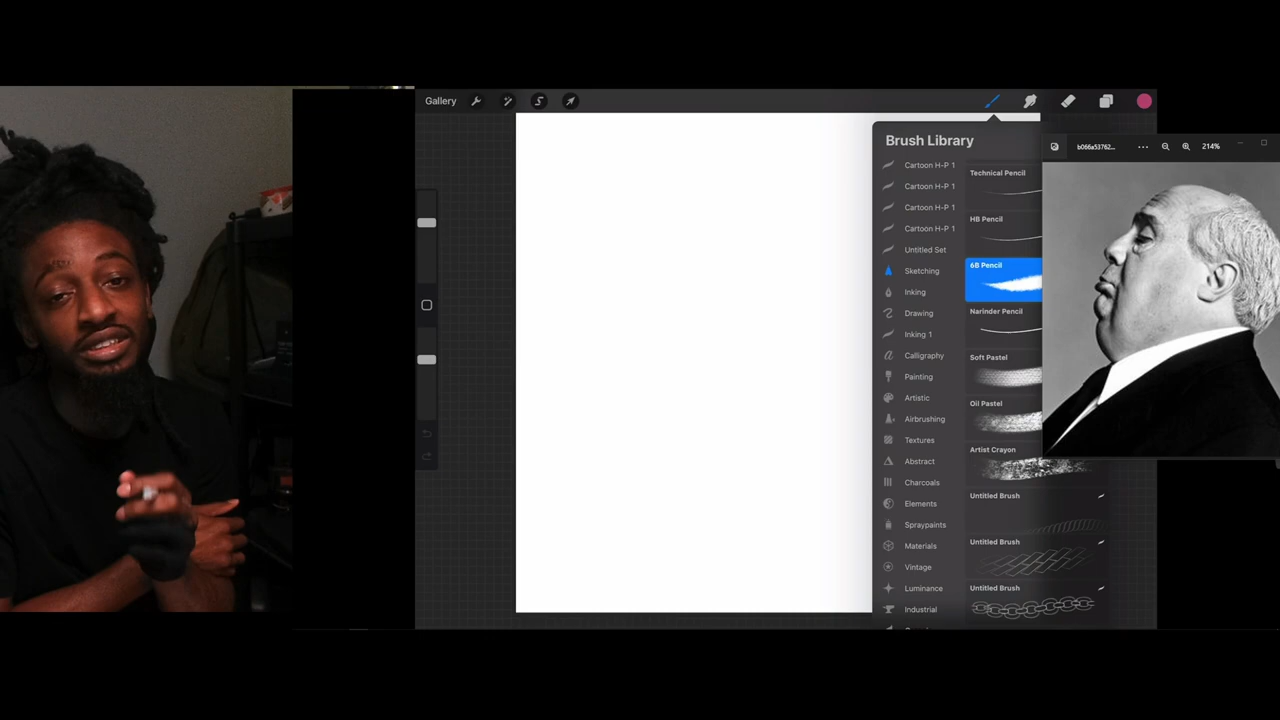 Gallery
Brush Library
Cartoon H-P 1
Cartoon H-P 1
Cartoon H-P 1
Cartoon H-P 1
Untitled Set
Sketching
Inking
Drawing
Inking 1
Calligraphy
Painting
Artistic
Airbrushing
Textures
Abstract
Charcoals
Elements
Spraypaints
Materials
Vintage
Luminance
Industrial
Technical Pencil
HB Pencil
6B Pencil
Narinder Pencil
Soft Pastel
Oil Pastel
Artist Crayon
Untitled Brush
Untitled Brush
Untitled Brush
b066a53762...
214%